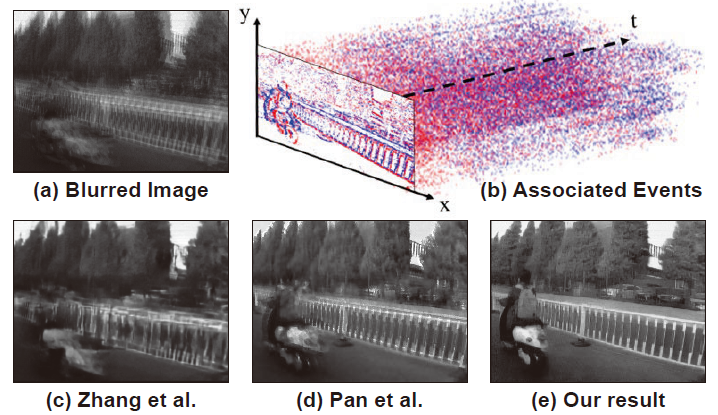 y
t
x
(a) Blurred Image
(b) Associated Events
(c) Zhang et al.
(d) Pan et al.
(e) Our result